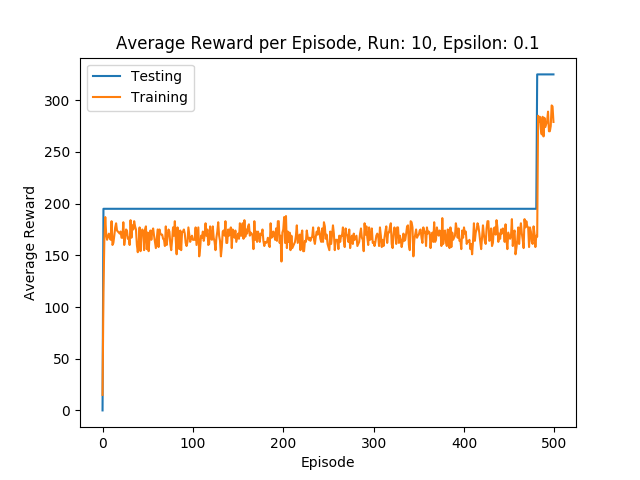 Average Reward per Episode, Run: 10, Epsilon: 0.1
Testing
Training
Average Reward
300
250
200
150
100
50
0
0 100 200 300 400 500
Episode